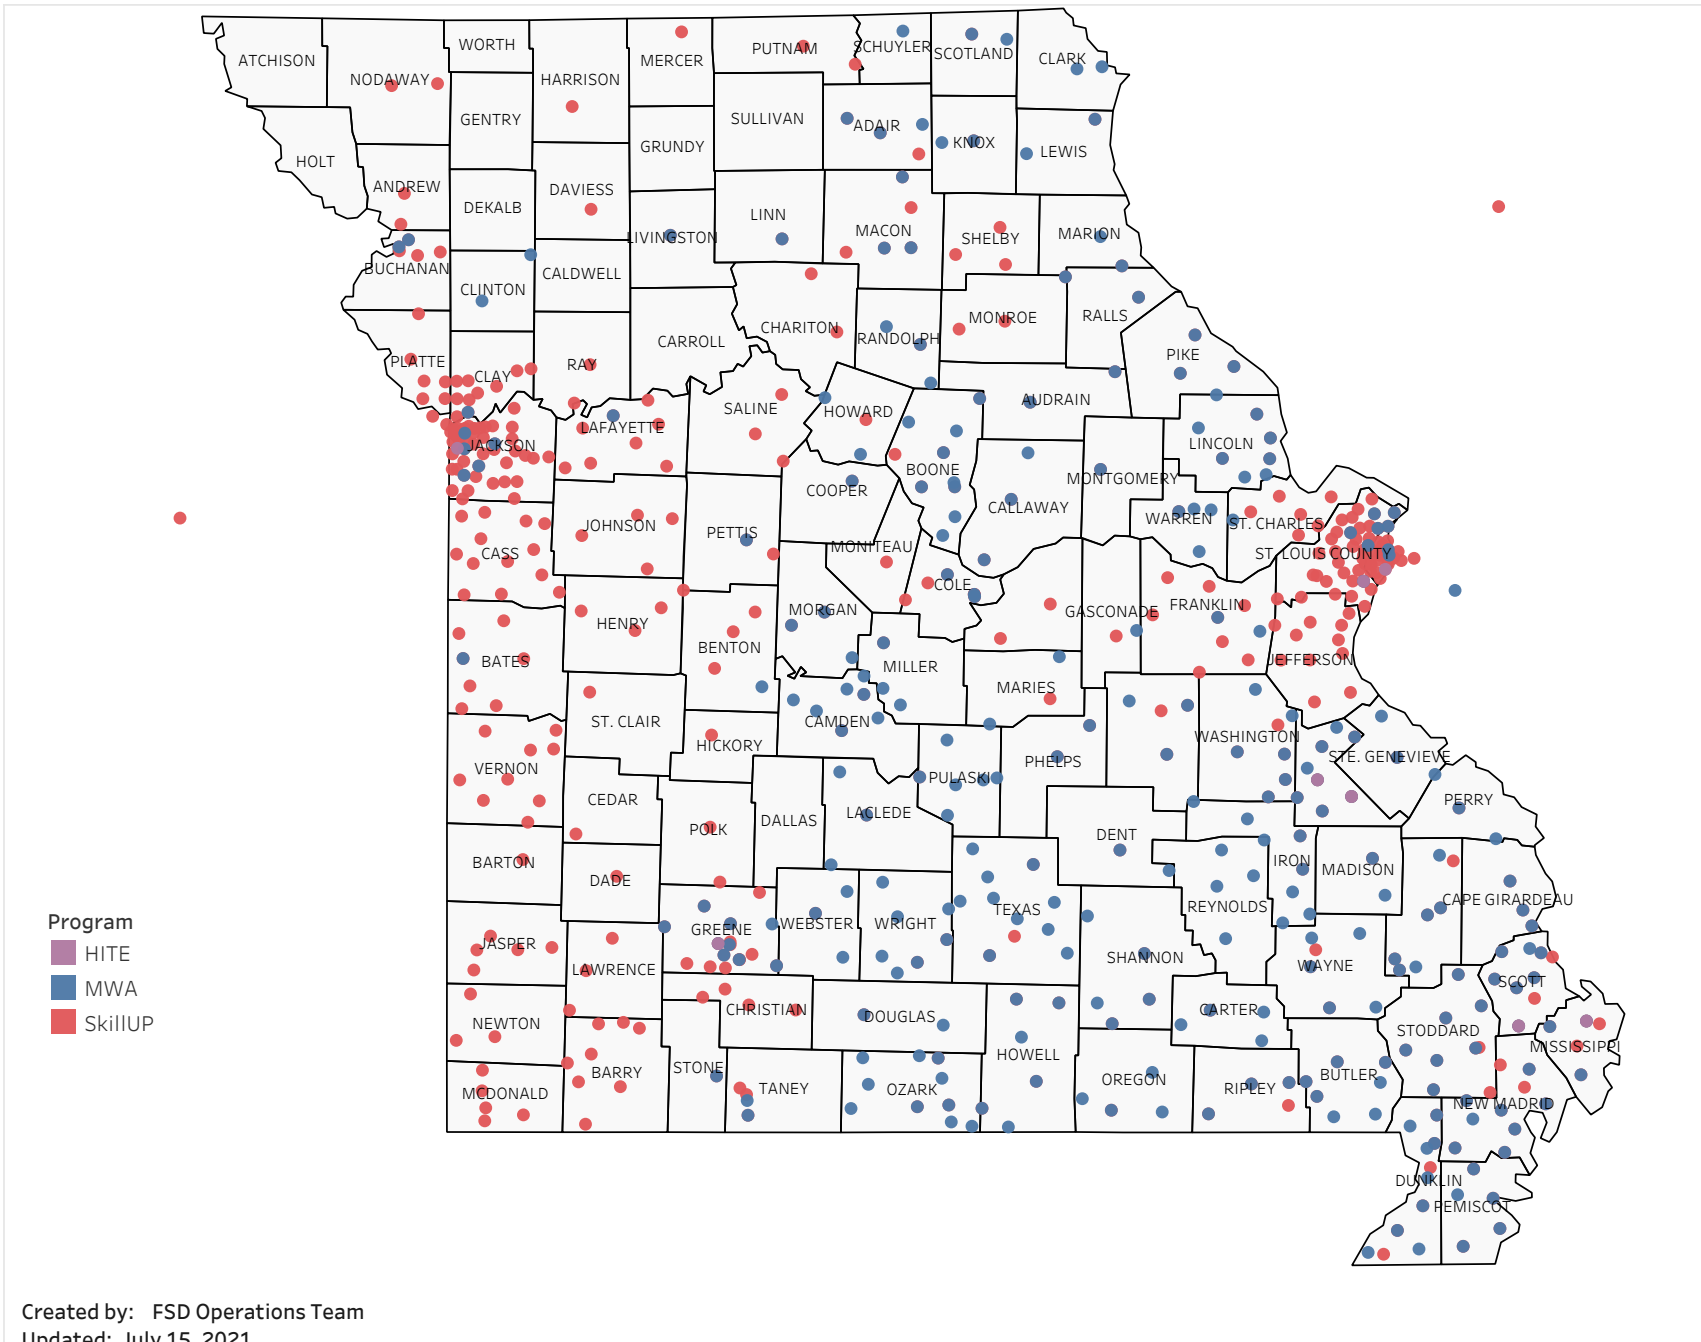 WORTH
SCHUYLER
SCOTLAND
PUTNAM
MERCER
CLARK
ATCHISON
NODAWAY
HARRISON
GENTRY
SULLIVAN
ADAIR
KNOX
LEWIS
GRUNDY
HOLT
ANDREW
DAVIESS
DEKALB
LINN
MACON
SHELBY
MARION
LIVINGSTON
BUCHANAN
CLINTON
CALDWELL
CHARITON
MONROE
RALLS
RANDOLPH
CARROLL
PIKE
PLATTE
RAY
CLAY
SALINE
HOWARD
AUDRAIN
LAFAYETTE
JACKSON
LINCOLN
BOONE
MONTGOMERY
COOPER
CALLAWAY
WARREN
ST. CHARLES
JOHNSON
PETTIS
MONITEAU
CASS
ST. LOUIS COUNTY
COLE
MORGAN
GASCONADE
FRANKLIN
HENRY
BENTON
BATES
MILLER
JEFFERSON
MARIES
ST. CLAIR
CAMDEN
HICKORY
WASHINGTON
STE. GENEVIEVE
VERNON
PULASKI
PHELPS
CEDAR
LACLEDE
PERRY
POLK
DALLAS
DENT
BARTON
DADE
IRON
MADISON
CAPE GIRARDEAU
GREENE
WEBSTER
WRIGHT
TEXAS
REYNOLDS
JASPER
LAWRENCE
SHANNON
WAYNE
SCOTT
NEWTON
CHRISTIAN
DOUGLAS
CARTER
STODDARD
MISSISSIPPI
HOWELL
STONE
BARRY
MCDONALD
TANEY
OZARK
OREGON
RIPLEY
BUTLER
NEW MADRID
DUNKLIN
PEMISCOT
Program
HITE
MWA
SkillUP
Created by: FSD Operations Team
Updated: July 15, 2021